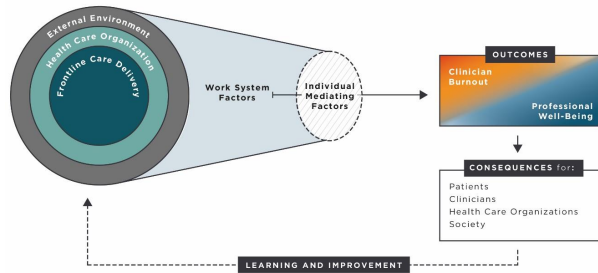 External Environment
Health Care Organization
Frontline Care Delivery
Work System
Factors
Individual
Mediating
Factors
OUTCOMES
Clinician
Burnout
Professional
Well-Being
CONSEQUENCES for:
Patients
Clinicians
Health Care Organizations
Society
LEARNING AND IMPROVEMENT